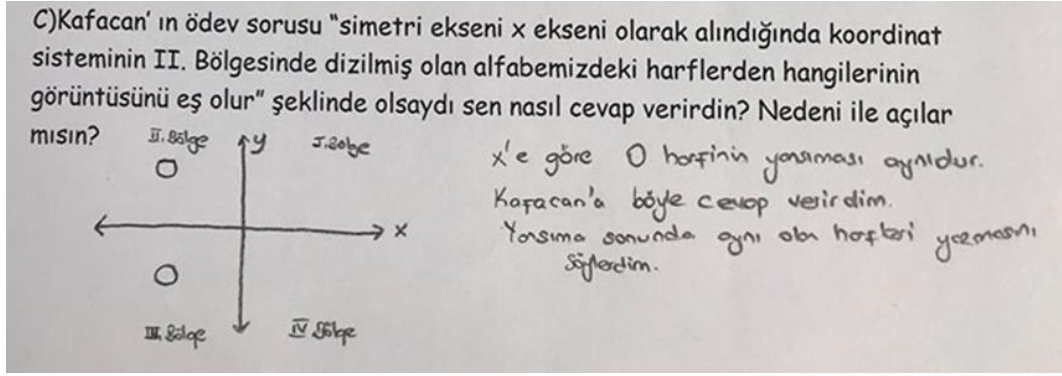 C)Kafacan' ın ödev sorusu "simetri ekseni x ekseni olarak alındığında koordinat
sisteminin II. Bölgesinde dizilmiş olan alfabemizdeki harflerden hangilerinin
görüntüsünü eş olur" şeklinde olsaydı sen nasıl cevap verirdin? Nedeni ile açılar
mısın?
II. Bölge y I. Bölge
O
x
O
III. Bölge IV Bölge
x'e göre O harfinin yansıması aynıdır.
Kafacan'a böyle cevap verirdim.
Yansıma sonunda aynı olan harfleri yazmasını
söylerdim.